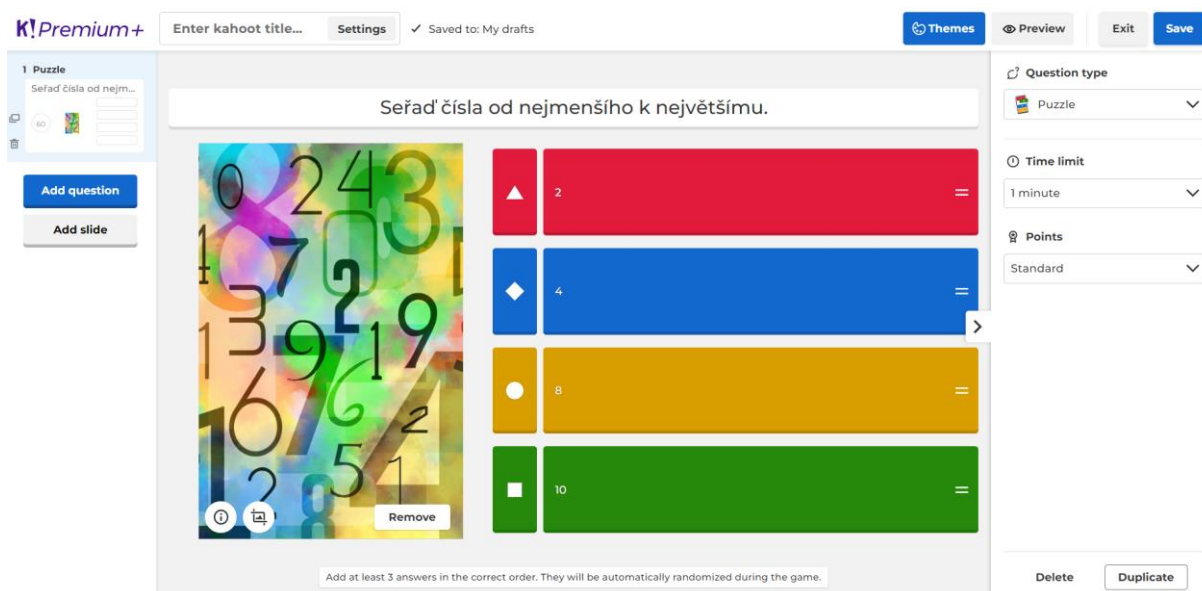 K! Premium+
Enter kahoot title...
Settings
Saved to: My drafts
Themes
Preview
Exit
Save
1 Puzzle
Seřaď čísla od nejm...
60
Add question
Add slide
Seřaď čísla od nejmenšího k největšímu.
2
4
8
10
Remove
Add at least 3 answers in the correct order. They will be automatically randomized during the game.
Question type
Puzzle
Time limit
1 minute
Points
Standard
Delete
Duplicate